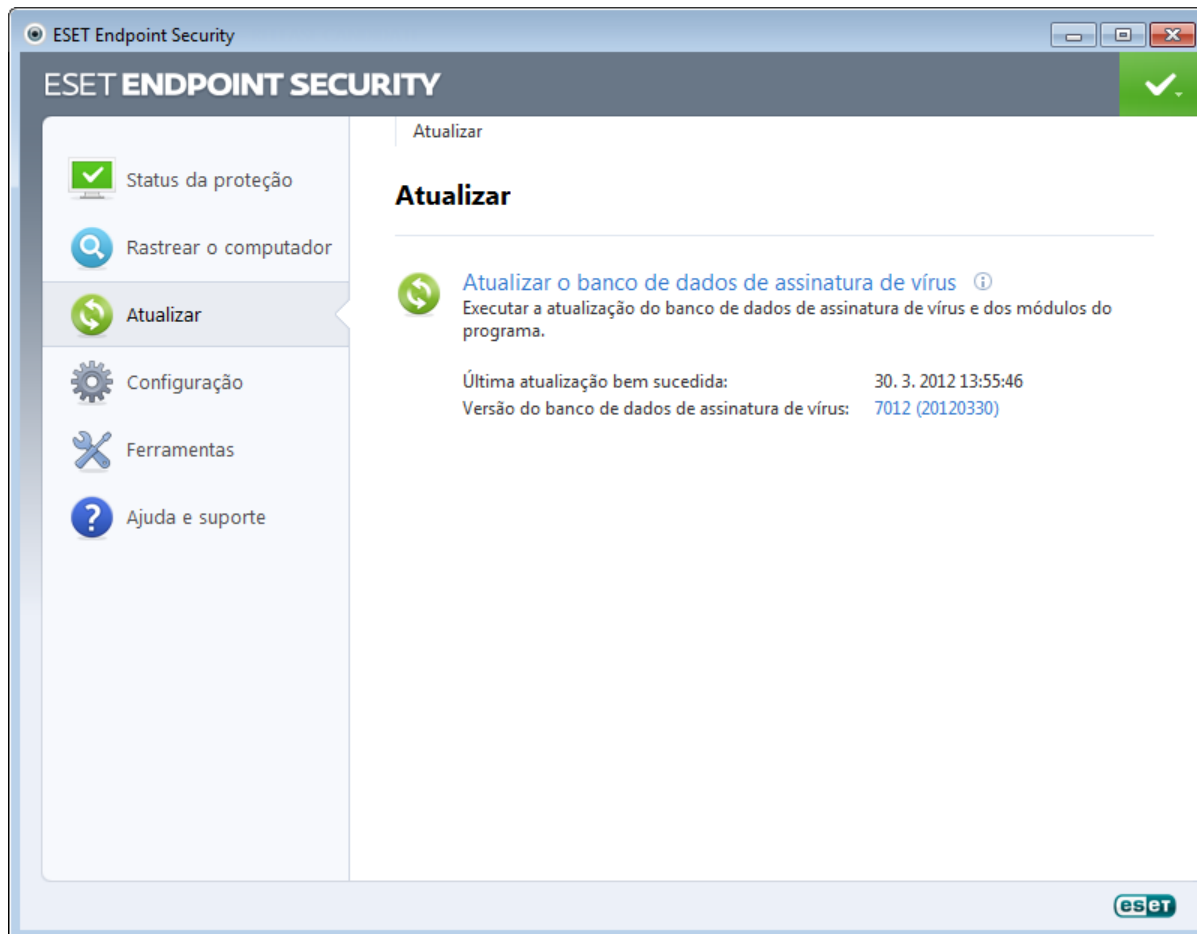 ESET Endpoint Security
ESET ENDPOINT SECURITY
Status da proteção
Rastrear o computador
Atualizar
Configuração
Ferramentas
Ajuda e suporte
Atualizar
Atualizar
Atualizar o banco de dados de assinatura de vírus
Executar a atualização do banco de dados de assinatura de vírus e dos módulos do
programa.
Última atualização bem sucedida: 30. 3. 2012 13:55:46
Versão do banco de dados de assinatura de vírus: 7012 (20120330)
eseT